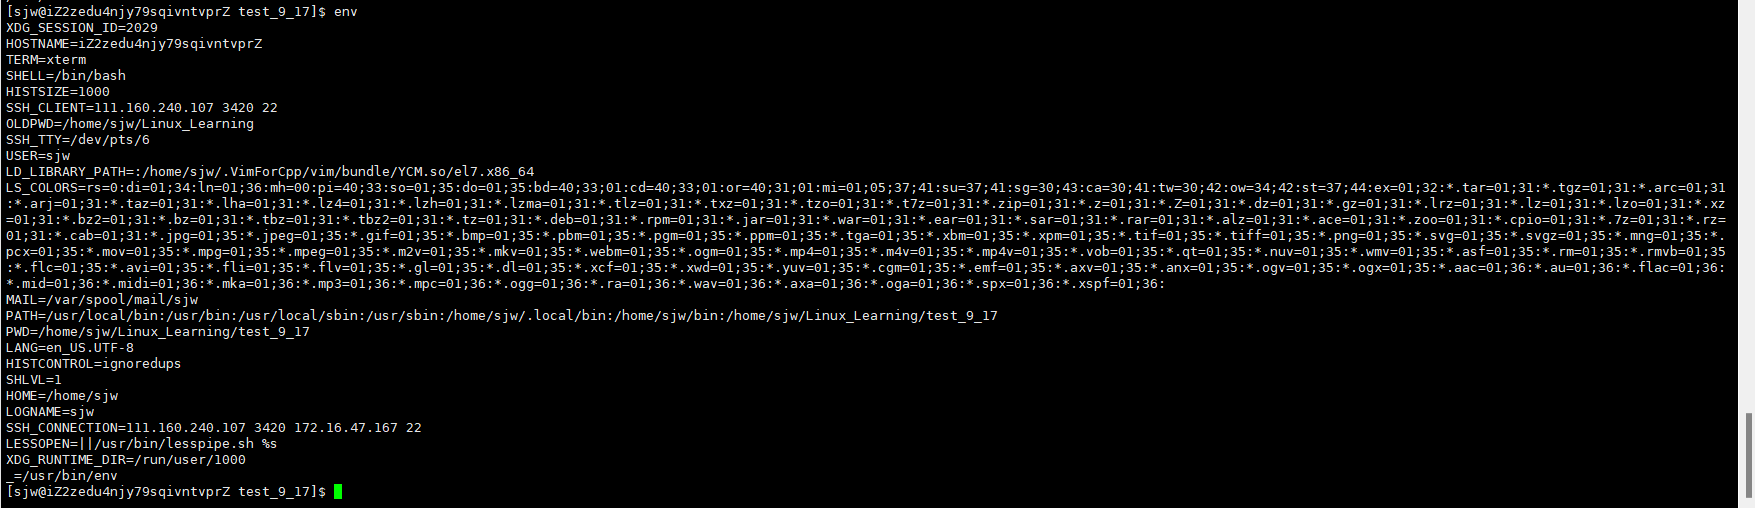 [sjw@iZ2zedu4njy79sqivntvprZ test_9_17]$ env
XDG_SESSION_ID=2029
HOSTNAME=iZ2zedu4njy79sqivntvprZ
TERM=xterm
SHELL=/bin/bash
HISTSIZE=1000
SSH_CLIENT=111.160.240.107 3420 22
OLDPWD=/home/sjw/Linux_Learning
SSH_TTY=/dev/pts/6
USER=sjw
LD_LIBRARY_PATH=:/home/sjw/.VimForCpp/vim/bundle/YCM.so/el7.x86_64
LS_COLORS=rs=0:di=01;34:ln=01;36:mh=00:pi=40;33:so=01;35:do=01;35:bd=40;33;01:cd=40;33;01:or=40;31;01:mi=01;05;37;41:su=37;41:sg=30;43:ca=30;41:tw=30;42:ow=34;42:st=37;44:ex=01;32:*.tar=01;31:*.tgz=01;31:*.arc=01;31
:*.arj=01;31:*.taz=01;31:*.lha=01;31:*.lz4=01;31:*.lzh=01;31:*.lzma=01;31:*.tlz=01;31:*.txz=01;31:*.tzo=01;31:*.t7z=01;31:*.zip=01;31:*.z=01;31:*.Z=01;31:*.dz=01;31:*.gz=01;31:*.lrz=01;31:*.lz=01;31:*.lzo=01;31:*.xz
=01;31:*.bz2=01;31:*.bz=01;31:*.tbz=01;31:*.tbz2=01;31:*.tz=01;31:*.deb=01;31:*.rpm=01;31:*.jar=01;31:*.war=01;31:*.ear=01;31:*.sar=01;31:*.rar=01;31:*.alz=01;31:*.ace=01;31:*.zoo=01;31:*.cpio=01;31:*.7z=01;31:*.rz=
01;31:*.cab=01;31:*.jpg=01;35:*.jpeg=01;35:*.gif=01;35:*.bmp=01;35:*.pbm=01;35:*.pgm=01;35:*.ppm=01;35:*.tga=01;35:*.xbm=01;35:*.xpm=01;35:*.tif=01;35:*.tiff=01;35:*.png=01;35:*.svg=01;35:*.svgz=01;35:*.mng=01;35:*.
pcx=01;35:*.mov=01;35:*.mpg=01;35:*.mpeg=01;35:*.m2v=01;35:*.mkv=01;35:*.webm=01;35:*.ogm=01;35:*.mp4=01;35:*.m4v=01;35:*.mp4v=01;35:*.vob=01;35:*.qt=01;35:*.nuv=01;35:*.wmv=01;35:*.asf=01;35:*.rm=01;35:*.rmvb=01;35
:*.flc=01;35:*.avi=01;35:*.fli=01;35:*.flv=01;35:*.gl=01;35:*.dl=01;35:*.xcf=01;35:*.xwd=01;35:*.yuv=01;35:*.cgm=01;35:*.emf=01;35:*.axv=01;35:*.anx=01;35:*.ogv=01;35:*.ogx=01;35:*.aac=01;36:*.au=01;36:*.flac=01;36:
*.mid=01;36:*.midi=01;36:*.mka=01;36:*.mp3=01;36:*.mpc=01;36:*.ogg=01;36:*.ra=01;36:*.wav=01;36:*.axa=01;36:*.oga=01;36:*.spx=01;36:*.xspf=01;36:
MAIL=/var/spool/mail/sjw
PATH=/usr/local/bin:/usr/bin:/usr/local/sbin:/usr/sbin:/home/sjw/.local/bin:/home/sjw/bin:/home/sjw/Linux_Learning/test_9_17
PWD=/home/sjw/Linux_Learning/test_9_17
LANG=en_US.UTF-8
HISTCONTROL=ignoredups
SHLVL=1
HOME=/home/sjw
LOGNAME=sjw
SSH_CONNECTION=111.160.240.107 3420 172.16.47.167 22
LESSOPEN=||/usr/bin/lesspipe.sh %s
XDG_RUNTIME_DIR=/run/user/1000
_=/usr/bin/env
[sjw@iZ2zedu4njy79sqivntvprZ test_9_17]$